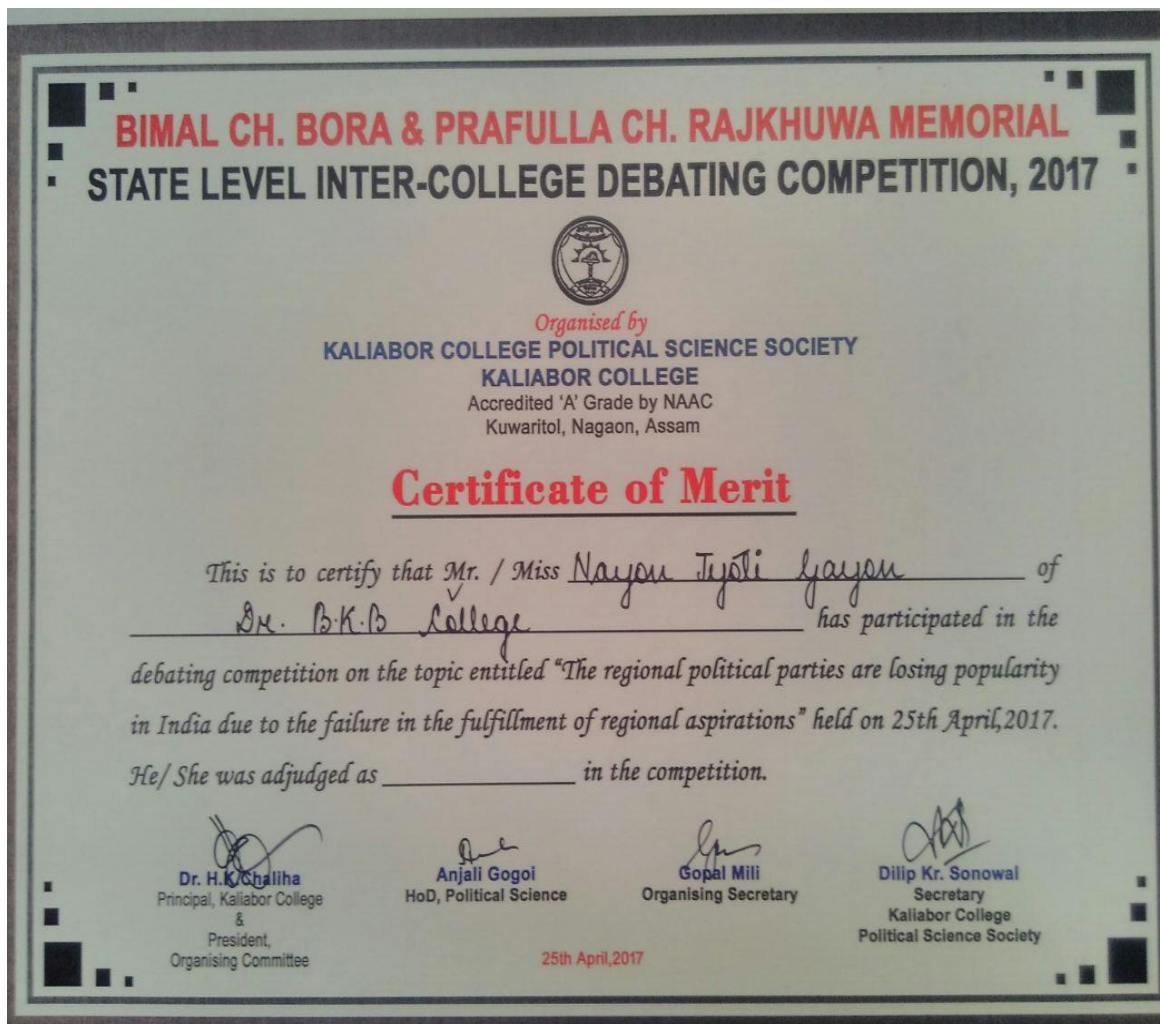 BIMAL CH. BORA & PRAFULLA CH. RAJKHUWA MEMORIAL
STATE LEVEL INTER-COLLEGE DEBATING COMPETITION, 2017
Organised by
KALIABOR COLLEGE POLITICAL SCIENCE SOCIETY
KALIABOR COLLEGE
Accredited 'A' Grade by NAAC
Kuwaritol, Nagaon, Assam
Certificate of Merit
This is to certify that Mr. / Miss Nayon Jyoti Gayon of
Dr. B.K.B College has participated in the
debating competition on the topic entitled "The regional political parties are losing popularity
in India due to the failure in the fulfillment of regional aspirations" held on 25th April,2017.
He/ She was adjudged as ____________ in the competition.
Dr. H.K. Chaliha
Principal, Kaliabor College
&
President,
Organising Committee
Anjali Gogoi
HoD, Political Science
Gopal Mili
Organising Secretary
Dilip Kr. Sonowal
Secretary
Kaliabor College
Political Science Society
25th April,2017